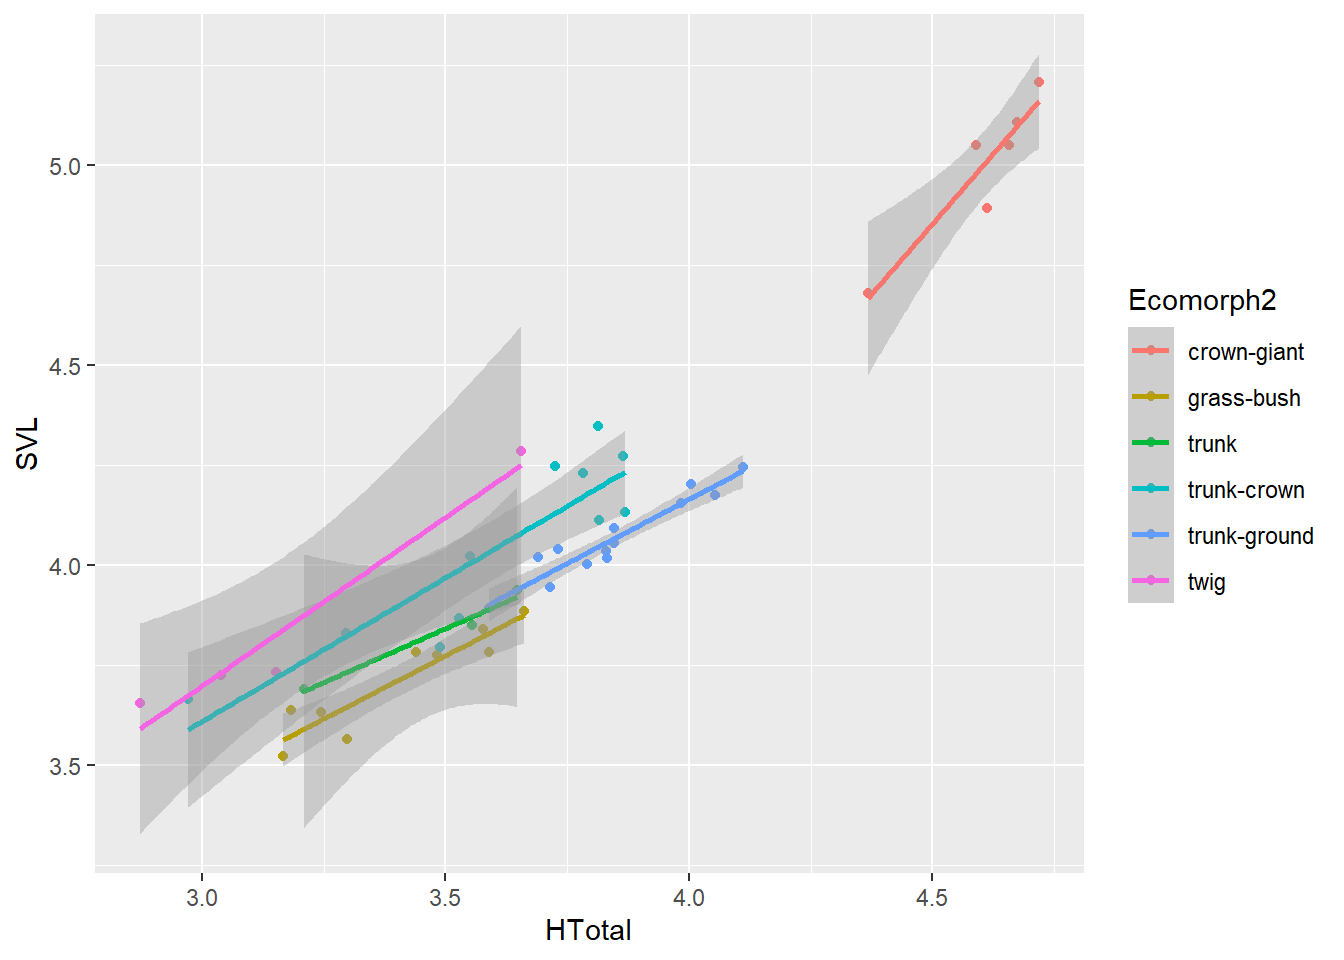 5.0
4.5
4.0
3.5
SVL
3.0
3.5
4.0
4.5
HTotal
Ecomorph2
crown-giant
grass-bush
trunk
trunk-crown
trunk-ground
twig